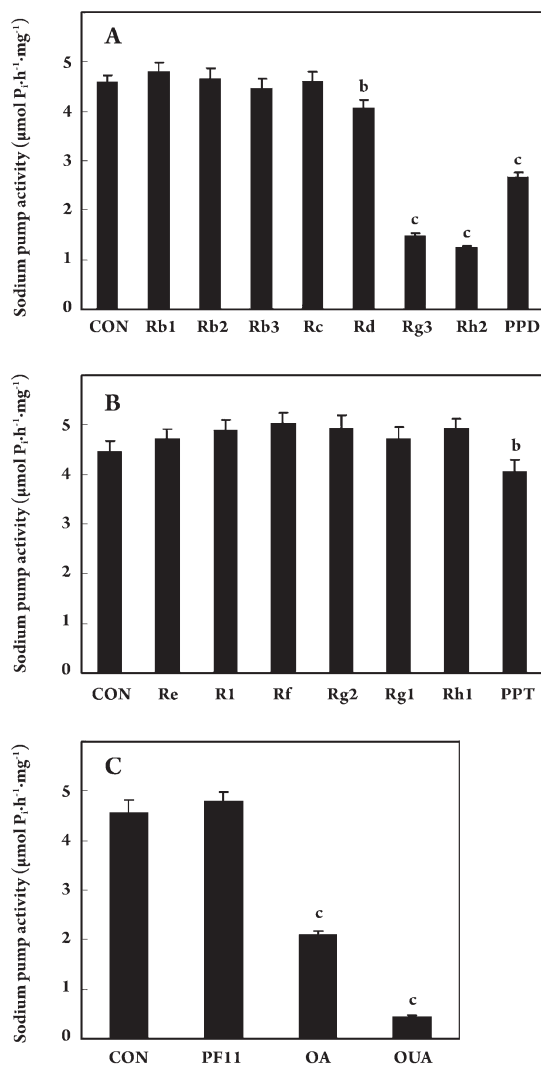 A
Sodium pump activity (μmol Pi·h-1·mg-1)
5
4
3
2
1
0
b
c
c
c
CON Rb1 Rb2 Rb3 Rc Rd Rg3 Rh2 PPD
B
Sodium pump activity (μmol Pi·h-1·mg-1)
5
4
3
2
1
0
b
CON Re R1 Rf Rg2 Rg1 Rh1 PPT
C
Sodium pump activity (μmol Pi·h-1·mg-1)
5
4
3
2
1
0
c
c
CON PF11 OA OUA